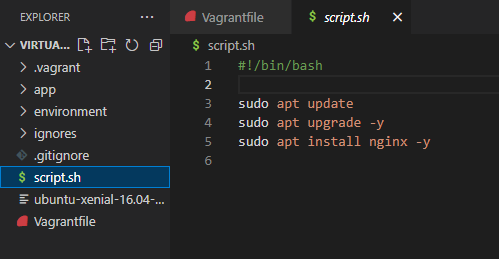 EXPLORER
VIRTUA...
.vagrant
app
environment
ignores
.gitignore
$ script.sh
ubuntu-xenial-16.04-...
Vagrantfile
Vagrantfile
$ script.sh
$ script.sh
1 #!/bin/bash
2
3 sudo apt update
4 sudo apt upgrade -y
5 sudo apt install nginx -y
6